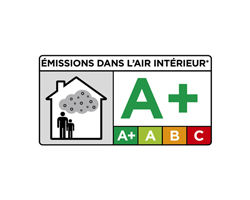 ÉMISSIONS DANS L'AIR INTÉRIEUR*
A+
A+ A B C